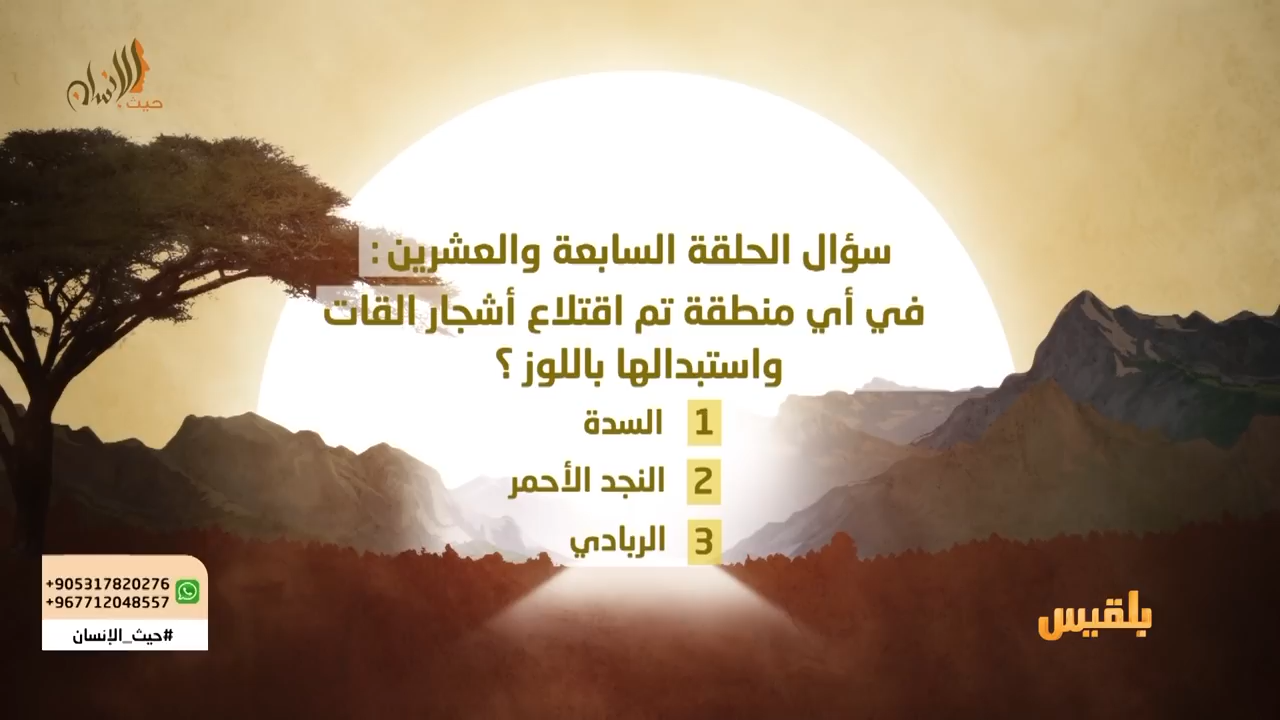 حيث الإنسان
سؤال الحلقة السابعة والعشرين :
في أي منطقة تم اقتلاع أشجار القات
واستبدالها باللوز ؟
1 السدة
2 النجد الأحمر
3 الربادي
+905317820276
+967712048557
#حيث_الإنسان
بلقيس